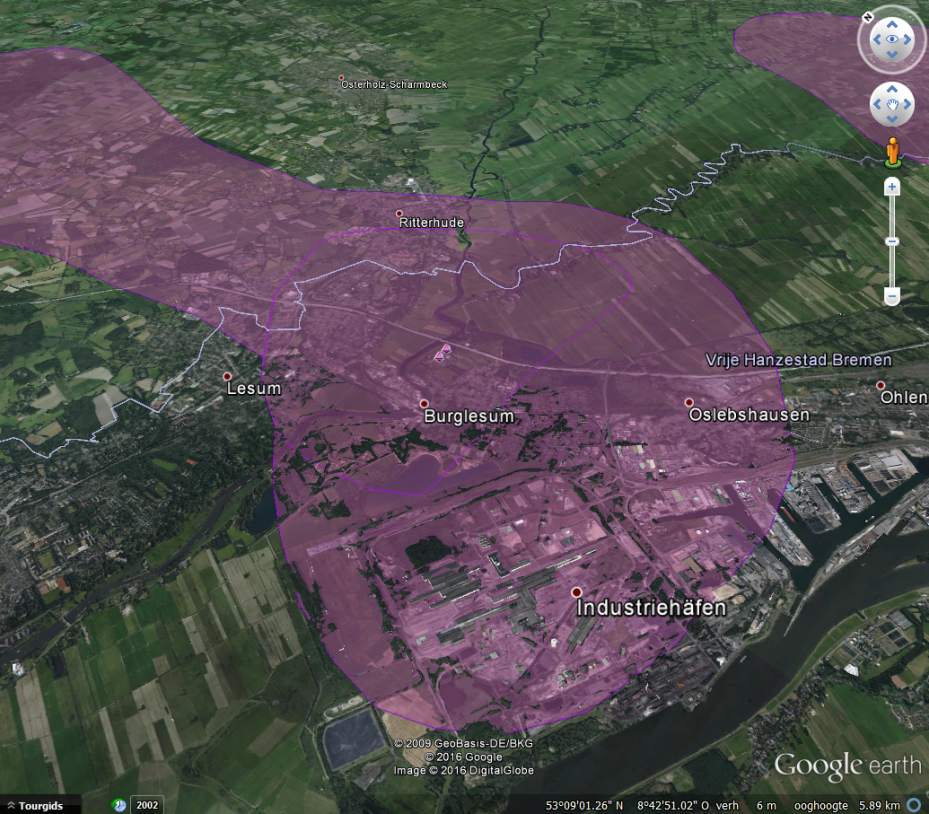 N
Osterholz-Scharmbeck
Ritterhude
Vrije Hanzestad Bremen
Lesum
Ohlen
Burglesum
Oslebshausen
Industriehäfen
© 2009 GeoBasis-DE/BKG
© 2016 Google
Image © 2016 DigitalGlobe
Google earth
Tourgids
2002
53°09'01.26" N 8°42'51.02" O verh 6 m ooghoogte 5.89 km